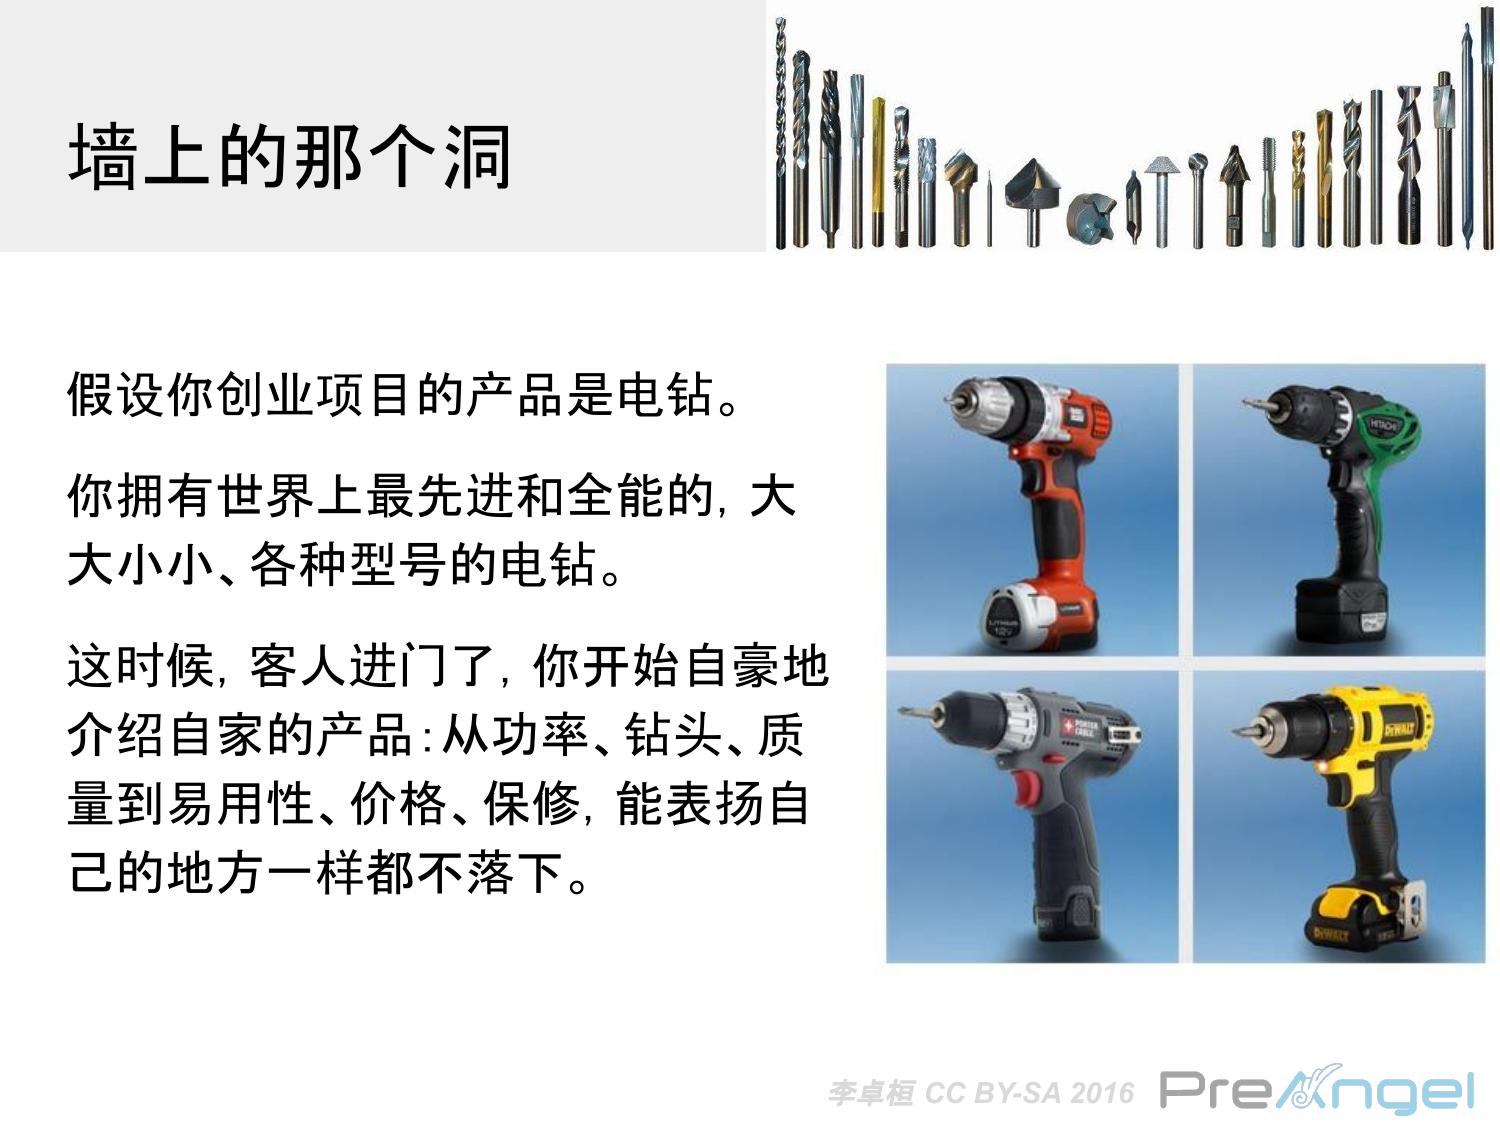 墙上的那个洞
假设你创业项目的产品是电钻。
你拥有世界上最先进和全能的，大
大小小、各种型号的电钻。
这时候，客人进门了，你开始自豪地
介绍自家的产品：从功率、钻头、质
量到易用性、价格、保修，能表扬自
己的地方一样都不落下。
HITACHI
LITHIUM
12V
PORTER
CABLE
DEWALT
DEWALT
李卓桓 CC BY-SA 2016
PreAngel